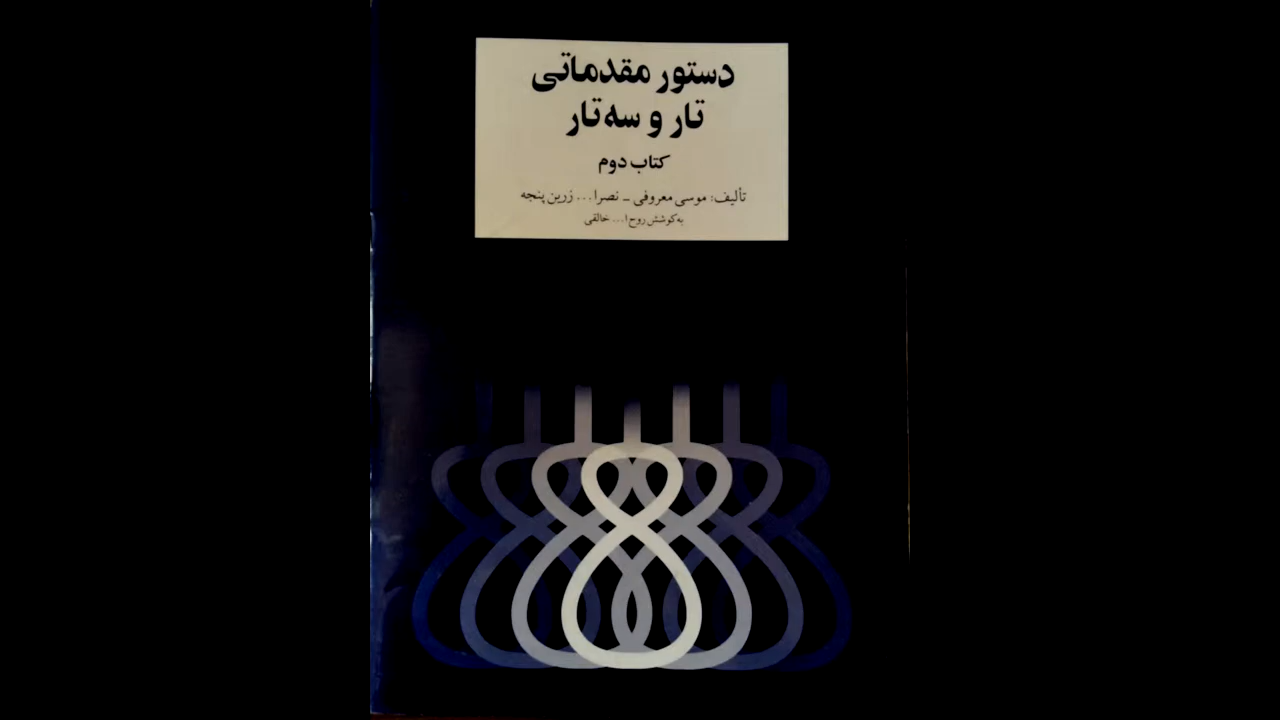 دستور مقدماتی
تار و سه‌تار
کتاب دوم
تألیف: موسی معروفی ـ نصرا... زرین پنجه
به‌کوشش روح ا... خالقی